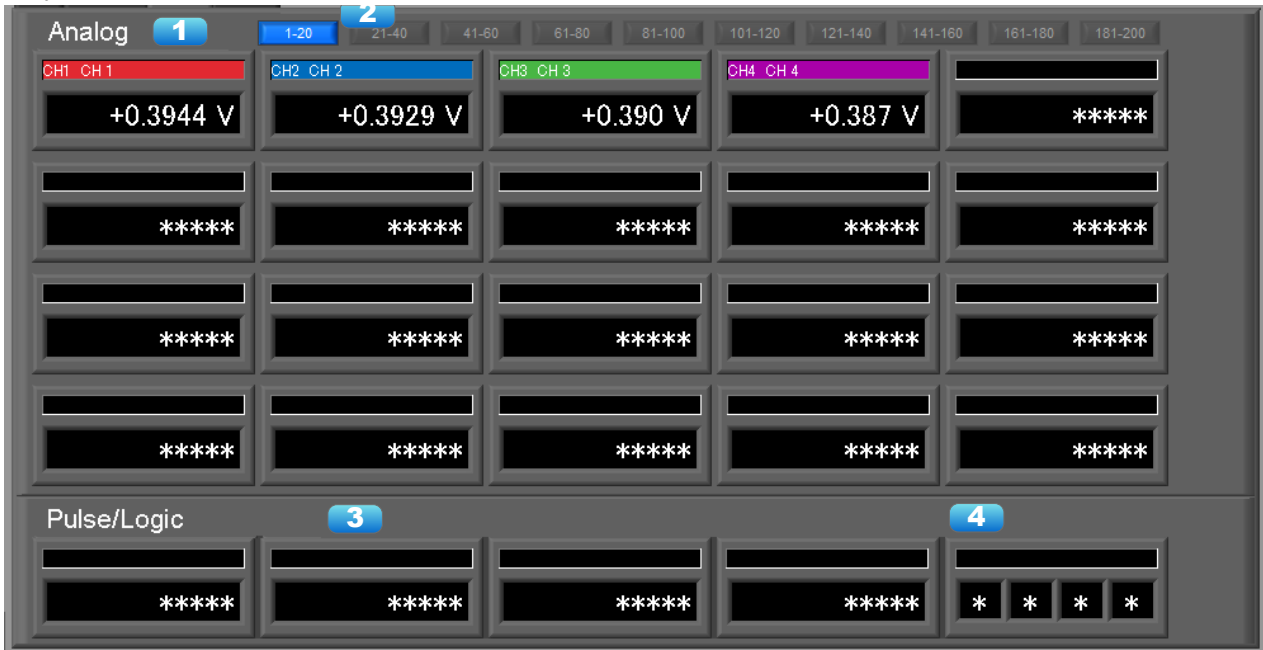 2
Analog 1 1-20 21-40 41-60 61-80 81-100 101-120 121-140 141-160 161-180 181-200
CH1 CH 1 CH2 CH 2 CH3 CH 3 CH4 CH 4
+0.3944 V +0.3929 V +0.390 V +0.387 V *****
***** ***** ***** ***** *****
***** ***** ***** ***** *****
***** ***** ***** ***** *****
Pulse/Logic 3 4
***** ***** ***** ***** * * * *